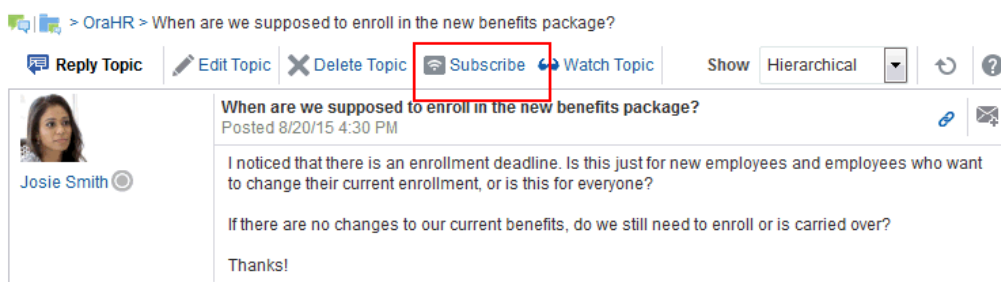 > OraHR > When are we supposed to enroll in the new benefits package?
Reply Topic Edit Topic Delete Topic Subscribe Watch Topic Show Hierarchical
When are we supposed to enroll in the new benefits package?
Posted 8/20/15 4:30 PM
Josie Smith
I noticed that there is an enrollment deadline. Is this just for new employees and employees who want
to change their current enrollment, or is this for everyone?
If there are no changes to our current benefits, do we still need to enroll or is carried over?
Thanks!